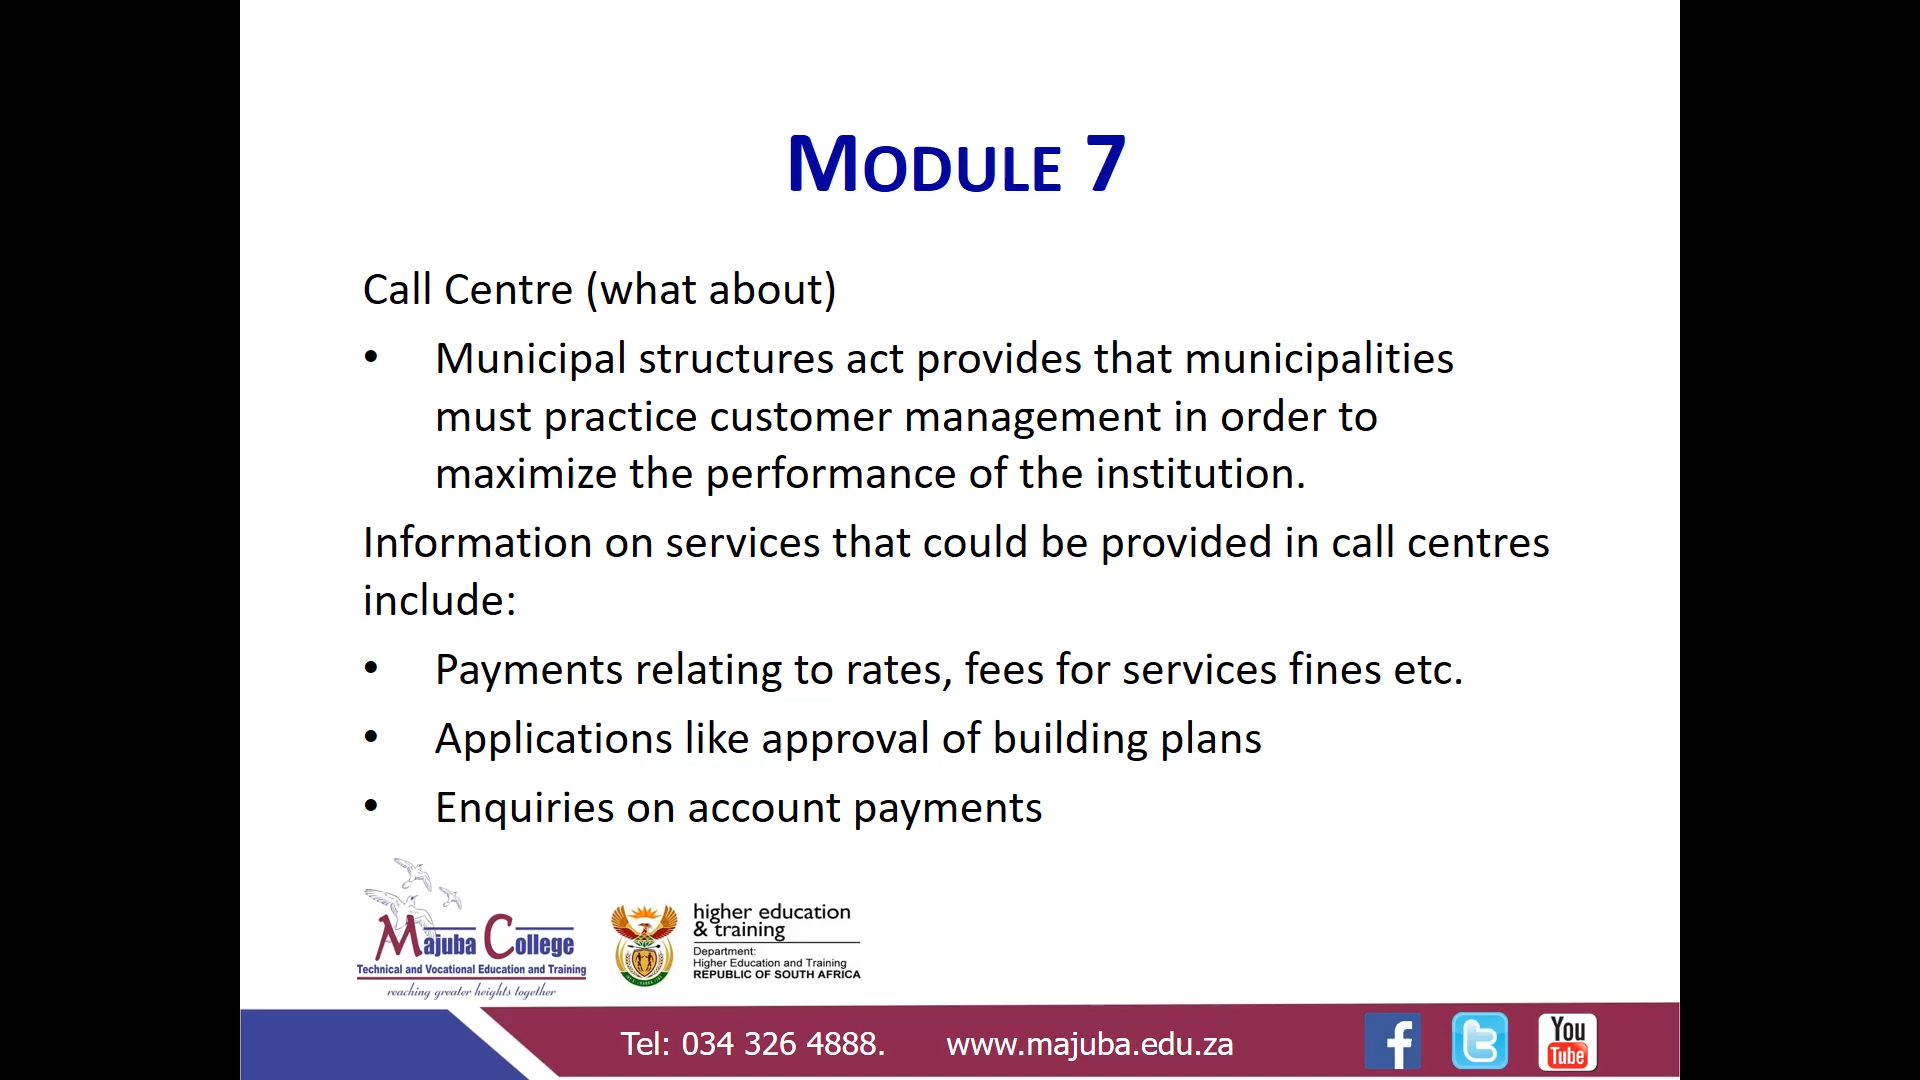 MODULE 7
Call Centre (what about)
• Municipal structures act provides that municipalities
must practice customer management in order to
maximize the performance of the institution.
Information on services that could be provided in call centres
include:
• Payments relating to rates, fees for services fines etc.
• Applications like approval of building plans
• Enquiries on account payments
Majuba College
Technical and Vocational Education and Training
reaching greater heights together
higher education
& training
Department:
Higher Education and Training
REPUBLIC OF SOUTH AFRICA
Tel: 034 326 4888. www.majuba.edu.za
You
Tube